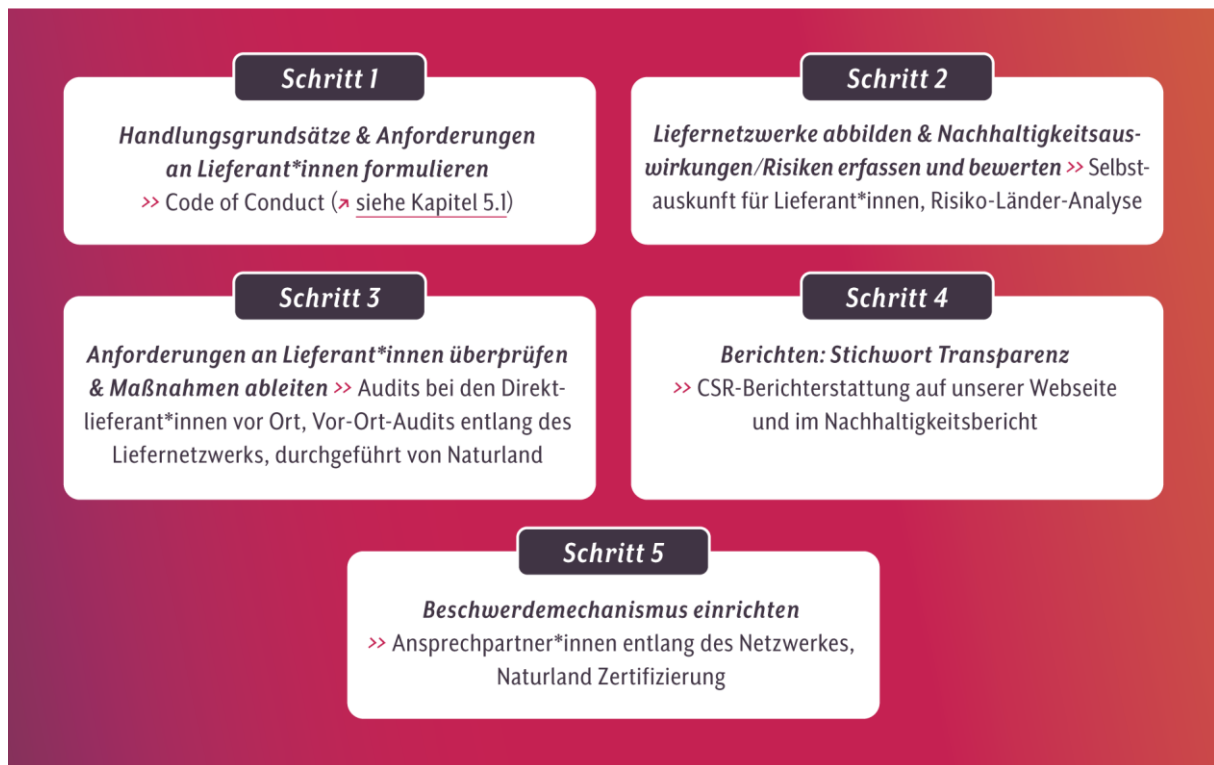 Schritt 1
Handlungsgrundsätze & Anforderungen
an Lieferant*innen formulieren
>> Code of Conduct (↗ siehe Kapitel 5.1)
Schritt 2
Liefernetzwerke abbilden & Nachhaltigkeitsaus-
wirkungen/Risiken erfassen und bewerten >> Selbst-
auskunft für Lieferant*innen, Risiko-Länder-Analyse
Schritt 3
Anforderungen an Lieferant*innen überprüfen
& Maßnahmen ableiten >> Audits bei den Direkt-
lieferant*innen vor Ort, Vor-Ort-Audits entlang des
Liefernetzwerks, durchgeführt von Naturland
Schritt 4
Berichten: Stichwort Transparenz
>> CSR-Berichterstattung auf unserer Webseite
und im Nachhaltigkeitsbericht
Schritt 5
Beschwerdemechanismus einrichten
>> Ansprechpartner*innen entlang des Netzwerkes,
Naturland Zertifizierung